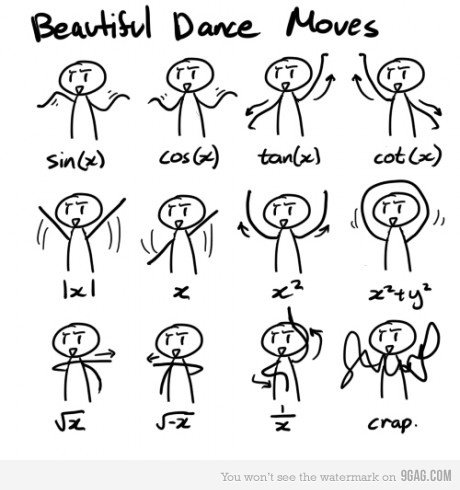 Beautiful Dance Moves
sin(x) cos(x) tan(x) cot(x)
|x| x x² x²+y²
√x √-x 1/x crap.
You won't see the watermark on 9GAG.COM